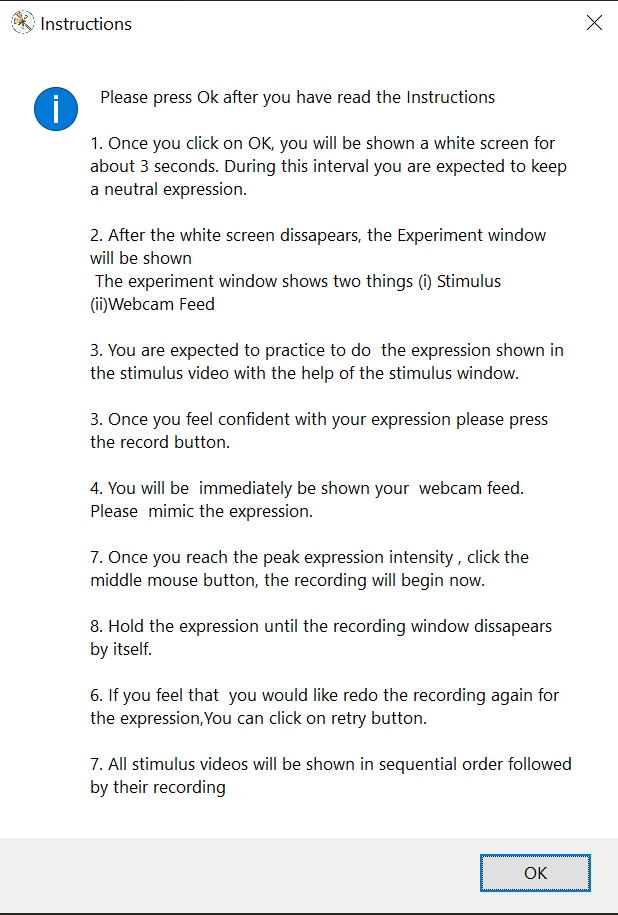 Instructions
Please press Ok after you have read the Instructions
1. Once you click on OK, you will be shown a white screen for
about 3 seconds. During this interval you are expected to keep
a neutral expression.
2. After the white screen dissapears, the Experiment window
will be shown
The experiment window shows two things (i) Stimulus
(ii)Webcam Feed
3. You are expected to practice to do  the expression shown in
the stimulus video with the help of the stimulus window.
3. Once you feel confident with your expression please press
the record button.
4. You will be  immediately be shown your  webcam feed.
Please  mimic the expression.
7. Once you reach the peak expression intensity , click the
middle mouse button, the recording will begin now.
8. Hold the expression until the recording window dissapears
by itself.
6. If you feel that  you would like redo the recording again for
the expression,You can click on retry button.
7. All stimulus videos will be shown in sequential order followed
by their recording
OK